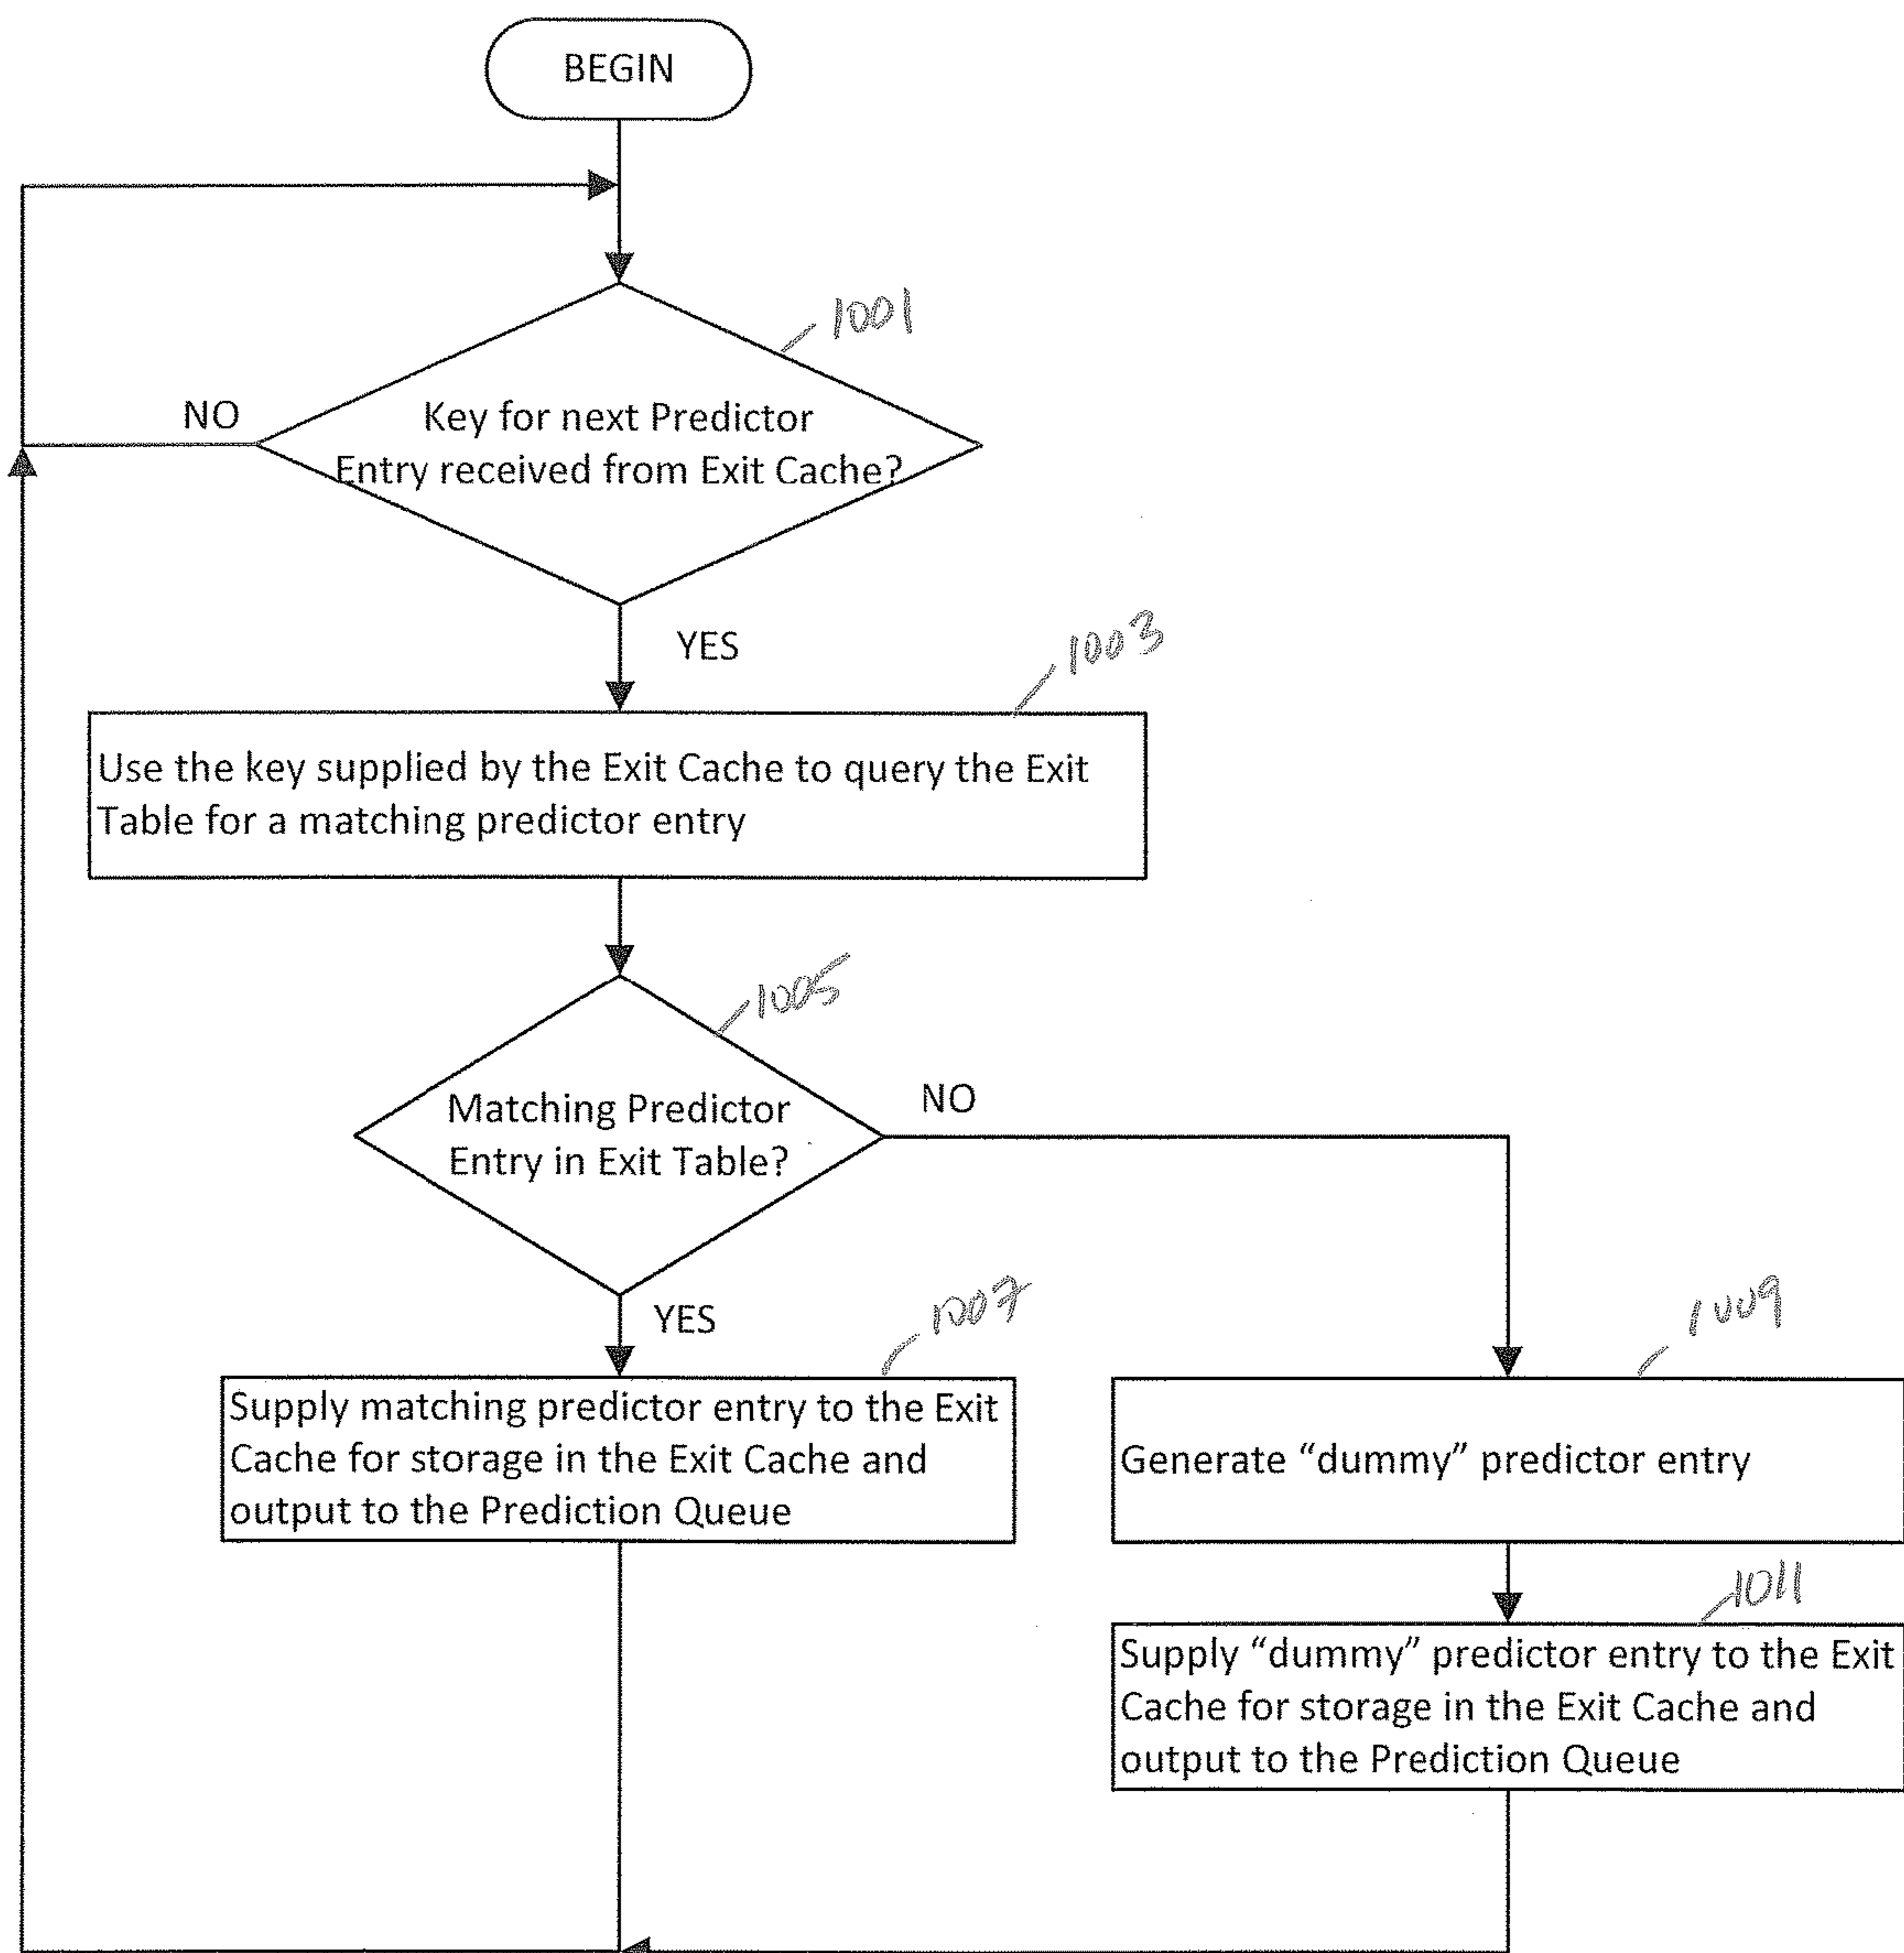 BEGIN
1001
NO
Key for next Predictor
Entry received from Exit Cache?
YES
1003
Use the key supplied by the Exit Cache to query the Exit
Table for a matching predictor entry
1005
Matching Predictor
Entry in Exit Table?
NO
YES
1007
Supply matching predictor entry to the Exit
Cache for storage in the Exit Cache and
output to the Prediction Queue
1009
Generate “dummy” predictor entry
1011
Supply “dummy” predictor entry to the Exit
Cache for storage in the Exit Cache and
output to the Prediction Queue